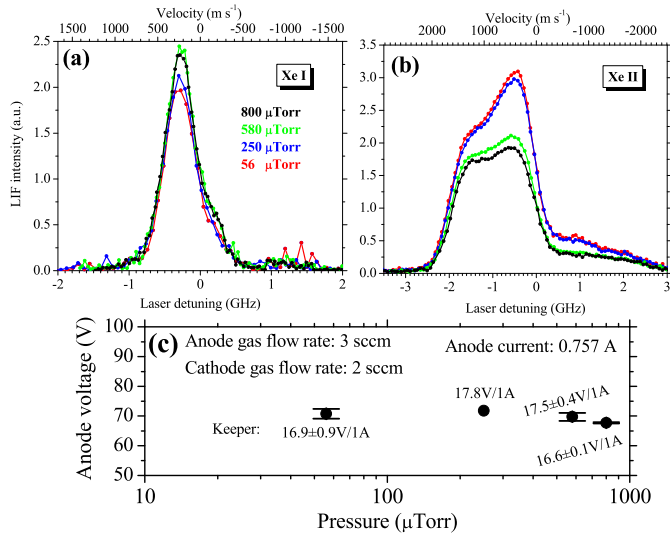 Velocity (m s⁻¹)
1500 1000 500 0 -500 -1000 -1500
(a)
Xe I
800 μTorr
580 μTorr
250 μTorr
56 μTorr
LIF intensity (a.u.)
2.5
2.0
1.5
1.0
0.5
0.0
-2 -1 0 1 2
Laser detuning (GHz)
Velocity (m s⁻¹)
2000 1000 0 -1000 -2000
(b)
Xe II
3.5
3.0
2.5
2.0
1.5
1.0
0.5
0.0
-3 -2 -1 0 1 2 3
Laser detuning (GHz)
(c)
Anode gas flow rate: 3 sccm
Cathode gas flow rate: 2 sccm
Anode current: 0.757 A
Keeper:
16.9±0.9V/1A
17.8V/1A
17.5±0.4V/1A
16.6±0.1V/1A
Anode voltage (V)
100
90
80
70
60
50
10 100 1000
Pressure (μTorr)